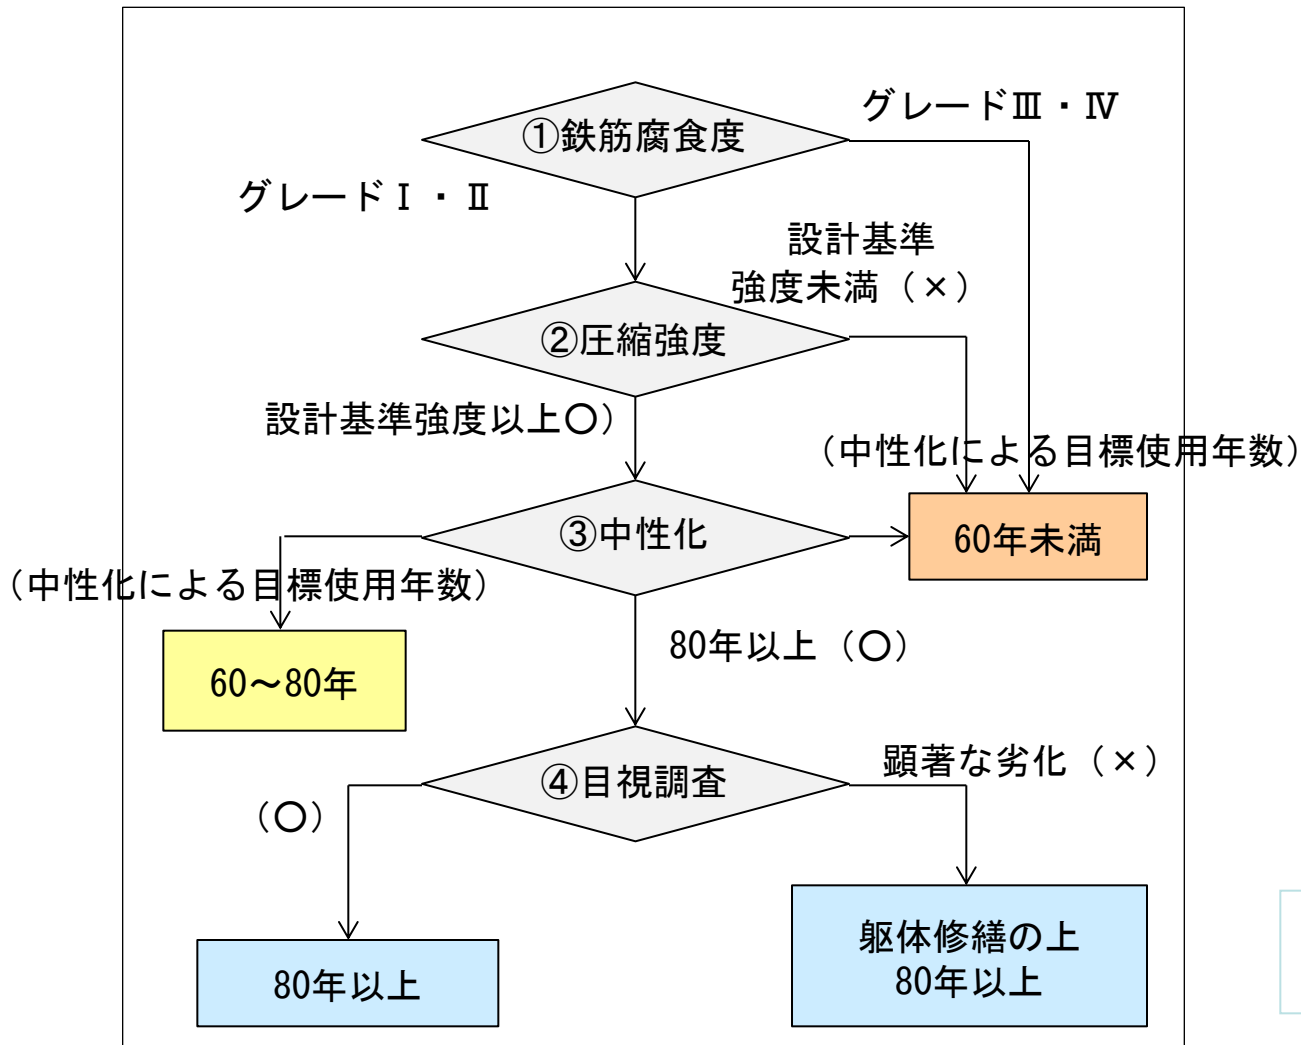 ①鉄筋腐食度
グレードⅢ・Ⅳ
グレードⅠ・Ⅱ
設計基準
強度未満（×）
②圧縮強度
設計基準強度以上〇）
（中性化による目標使用年数）
③中性化
60年未満
（中性化による目標使用年数）
60～80年
80年以上（〇）
④目視調査
顕著な劣化（×）
（〇）
80年以上
躯体修繕の上
80年以上